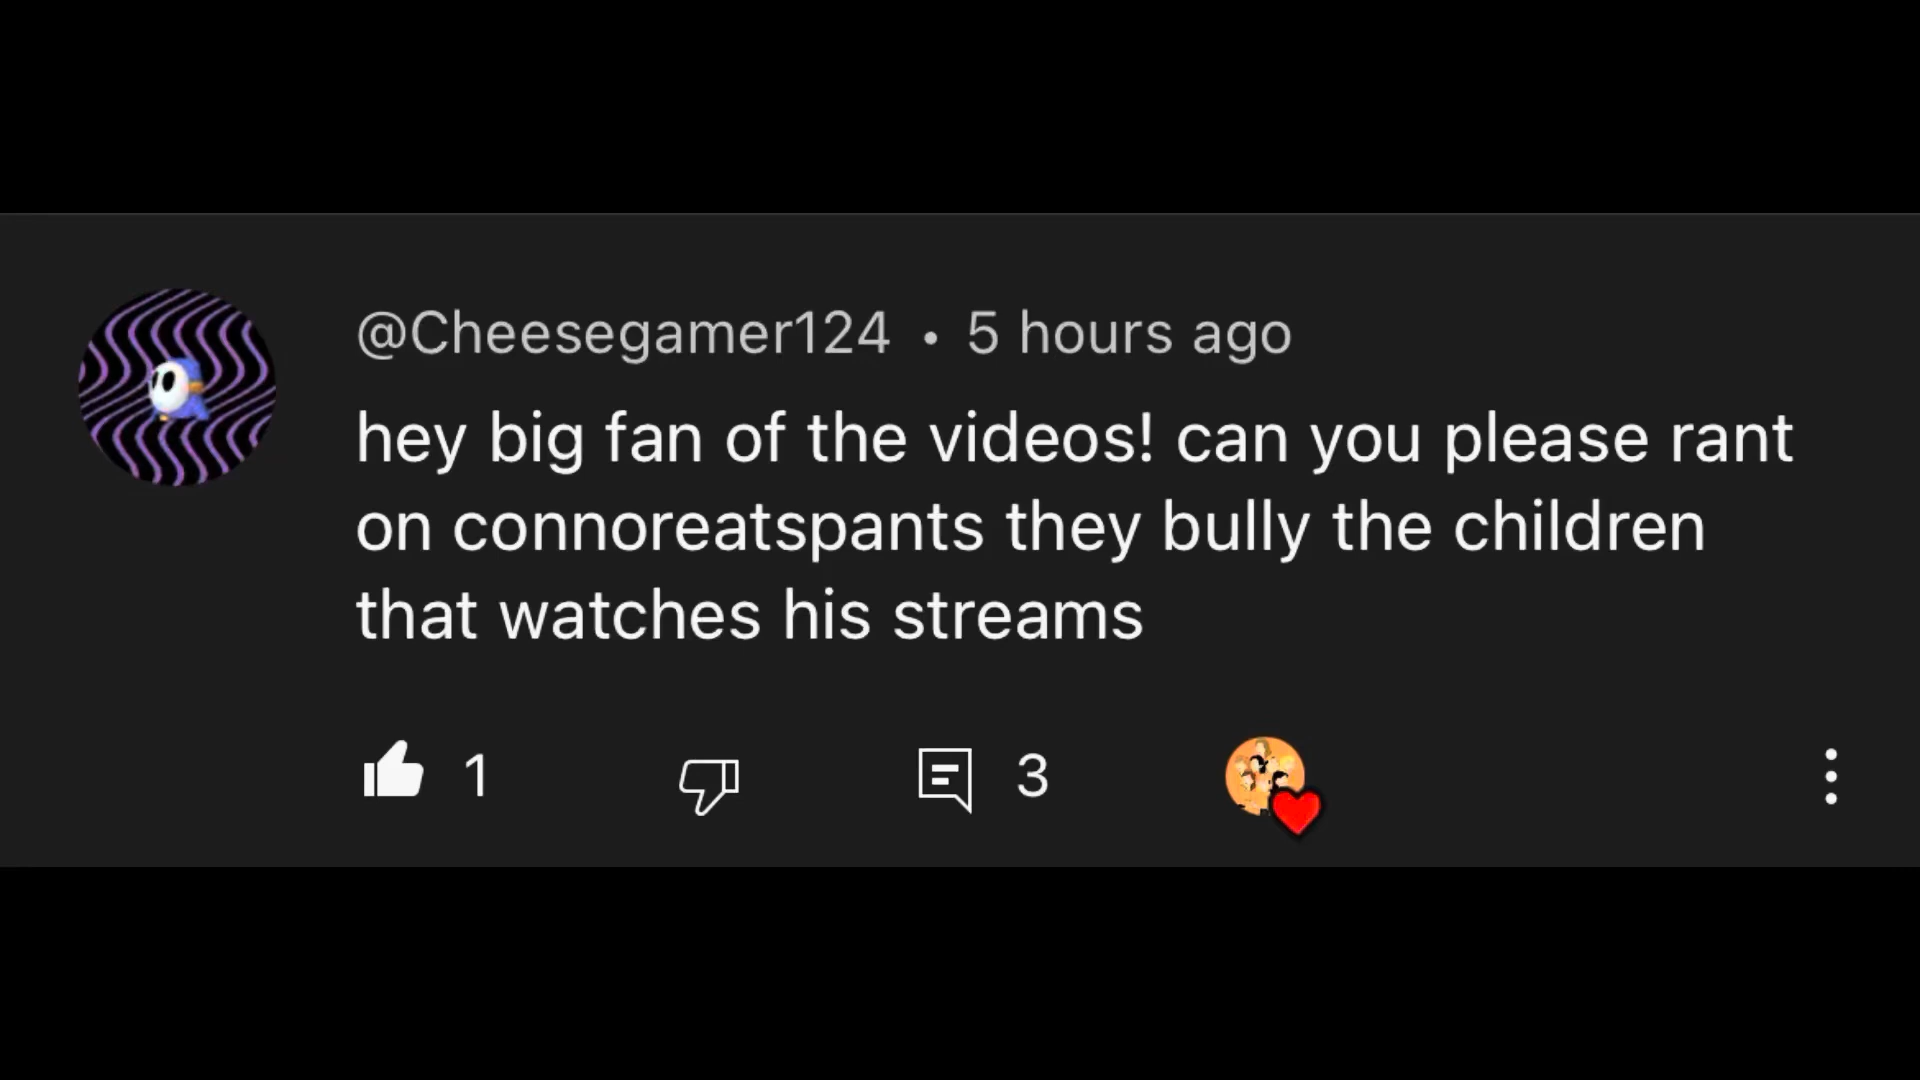 @Cheesegamer124 • 5 hours ago
hey big fan of the videos! can you please rant
on connoreatspants they bully the children
that watches his streams
1 3